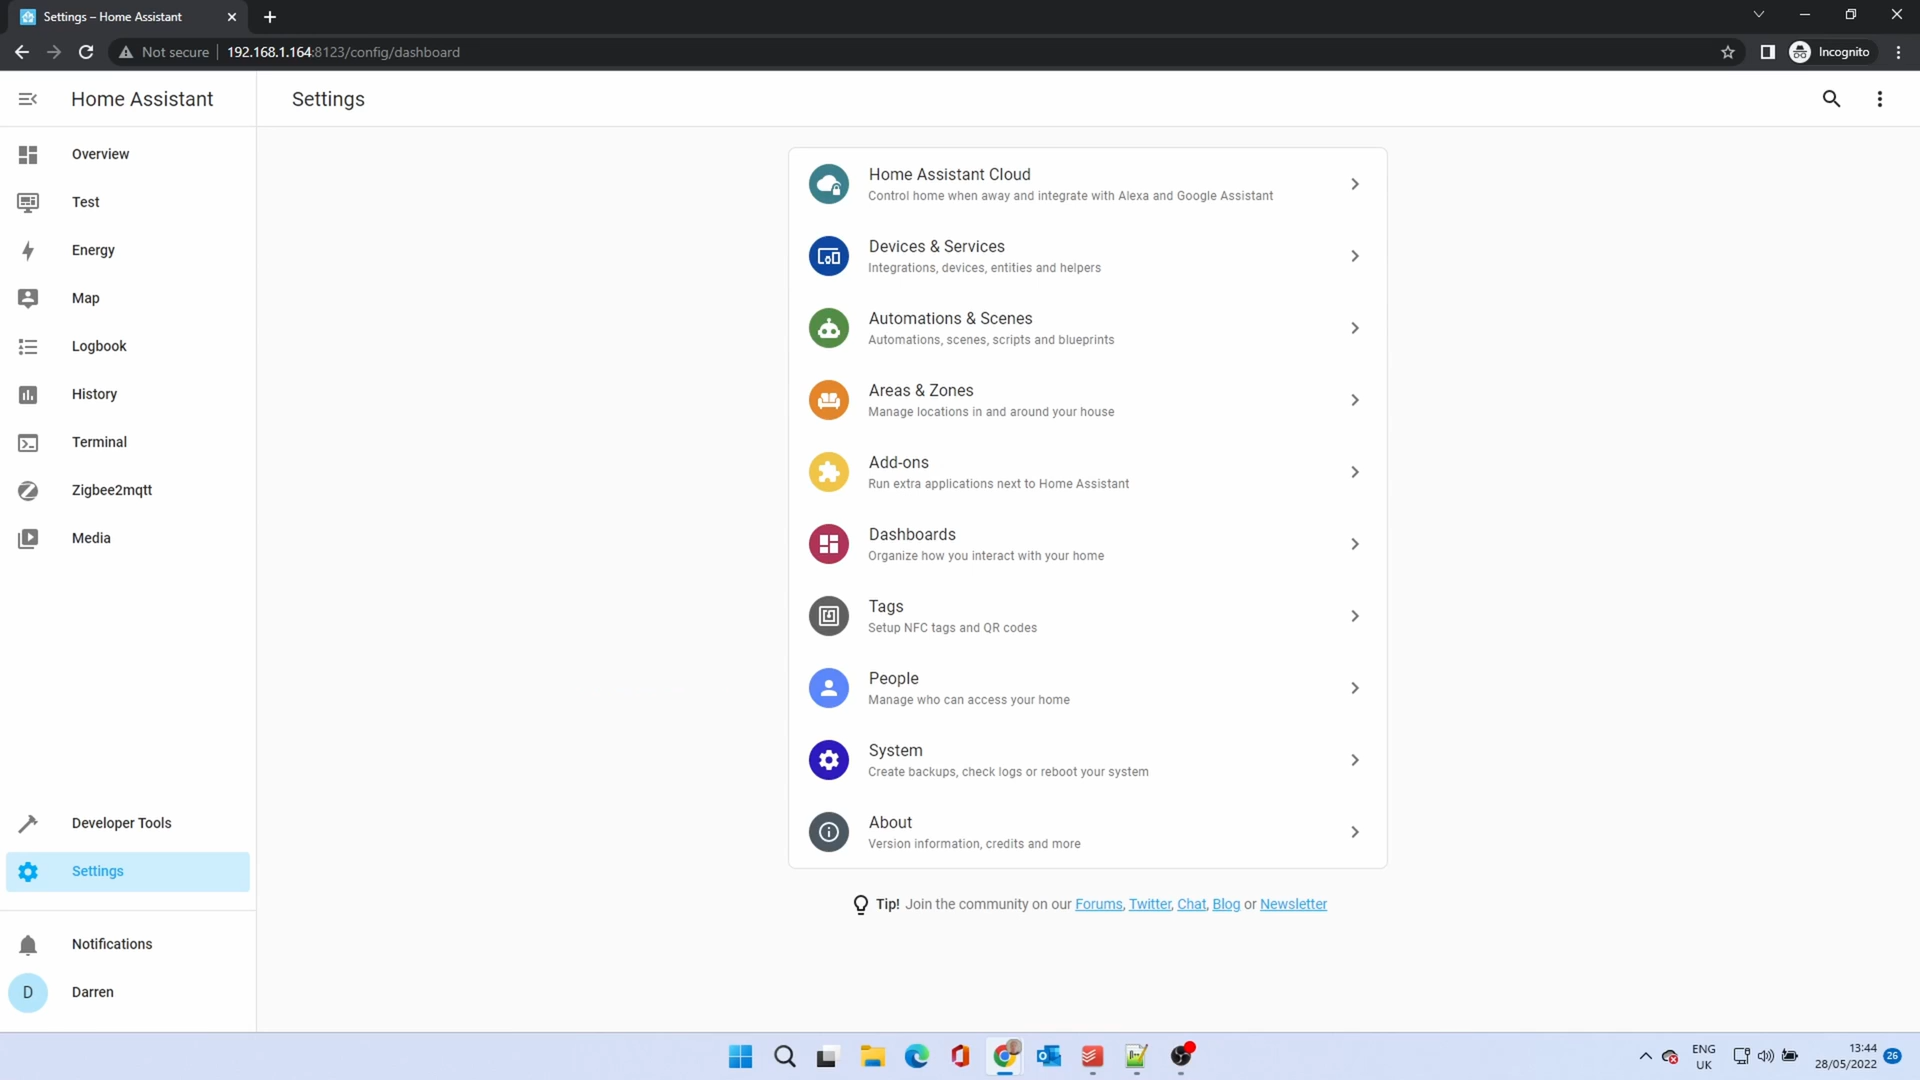 Settings – Home Assistant
Not secure
192.168.1.164:8123/config/dashboard
Incognito
Home Assistant
Settings
Overview
Test
Energy
Map
Logbook
History
Terminal
Zigbee2mqtt
Media
Developer Tools
Settings
Notifications
D
Darren
Home Assistant Cloud
Control home when away and integrate with Alexa and Google Assistant
Devices & Services
Integrations, devices, entities and helpers
Automations & Scenes
Automations, scenes, scripts and blueprints
Areas & Zones
Manage locations in and around your house
Add-ons
Run extra applications next to Home Assistant
Dashboards
Organize how you interact with your home
Tags
Setup NFC tags and QR codes
People
Manage who can access your home
System
Create backups, check logs or reboot your system
About
Version information, credits and more
Tip! Join the community on our Forums, Twitter, Chat, Blog or Newsletter
ENG
UK
13:44
28/05/2022
26